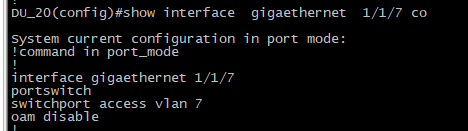 DU_20(config)#show interface  gigaethernet  1/1/7 co
System current configuration in port mode:
!command in port_mode
!
interface gigaethernet 1/1/7
portswitch
switchport access vlan 7
oam disable
!